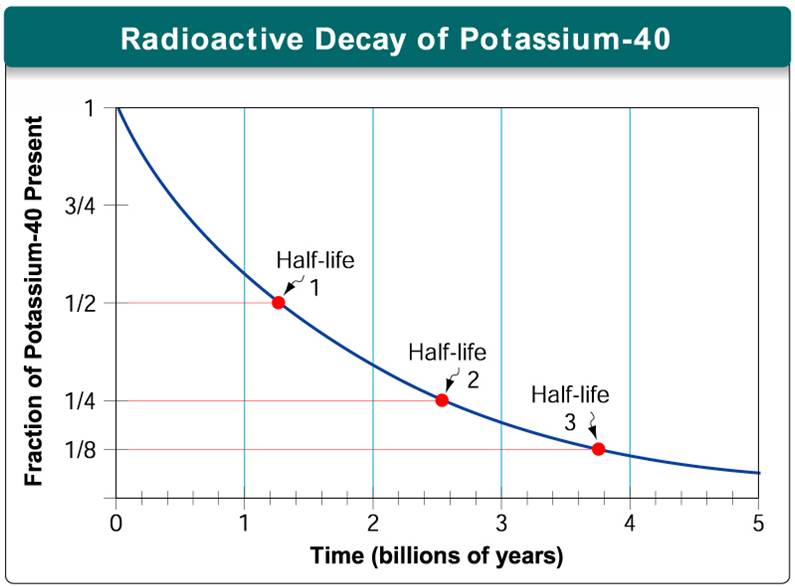 Radioactive Decay of Potassium-40
Fraction of Potassium-40 Present
1
3/4
1/2
1/4
1/8
Half-life
1
Half-life
2
Half-life
3
0 1 2 3 4 5
Time (billions of years)